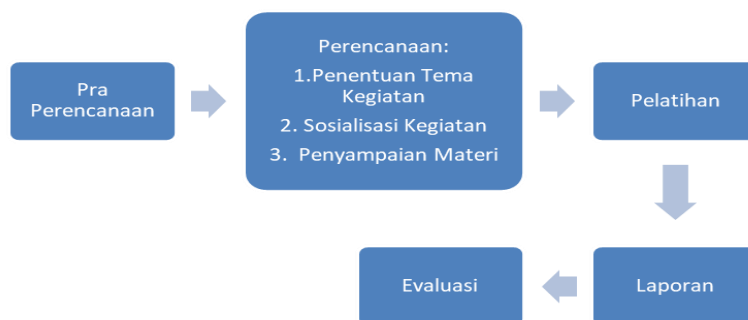 Pra
Perencanaan
Perencanaan:
1.Penentuan Tema
Kegiatan
2. Sosialisasi Kegiatan
3. Penyampaian Materi
Pelatihan
Laporan
Evaluasi